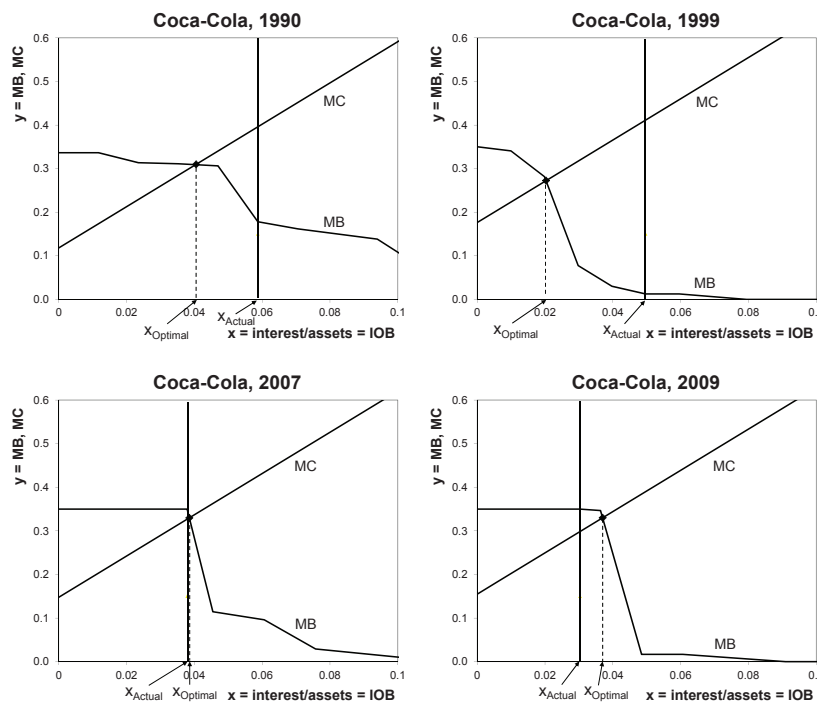 Coca-Cola, 1990
y = MB, MC
0.6
0.5
0.4
0.3
0.2
0.1
0.0
MC
MB
0 0.02 0.04 0.06 0.08 0.1
xOptimal xActual x = interest/assets = IOB
Coca-Cola, 1999
y = MB, MC
0.6
0.5
0.4
0.3
0.2
0.1
0.0
MC
MB
0 0.02 0.04 0.06 0.08 0.
xOptimal xActual x = interest/assets = IOB
Coca-Cola, 2007
y = MB, MC
0.6
0.5
0.4
0.3
0.2
0.1
0.0
MC
MB
0 0.02 0.04 0.06 0.08 0.1
xActual xOptimal x = interest/assets = IOB
Coca-Cola, 2009
y = MB, MC
0.6
0.5
0.4
0.3
0.2
0.1
0.0
MC
MB
0 0.02 0.04 0.06 0.08 0.
xActual xOptimal x = interest/assets = IOB